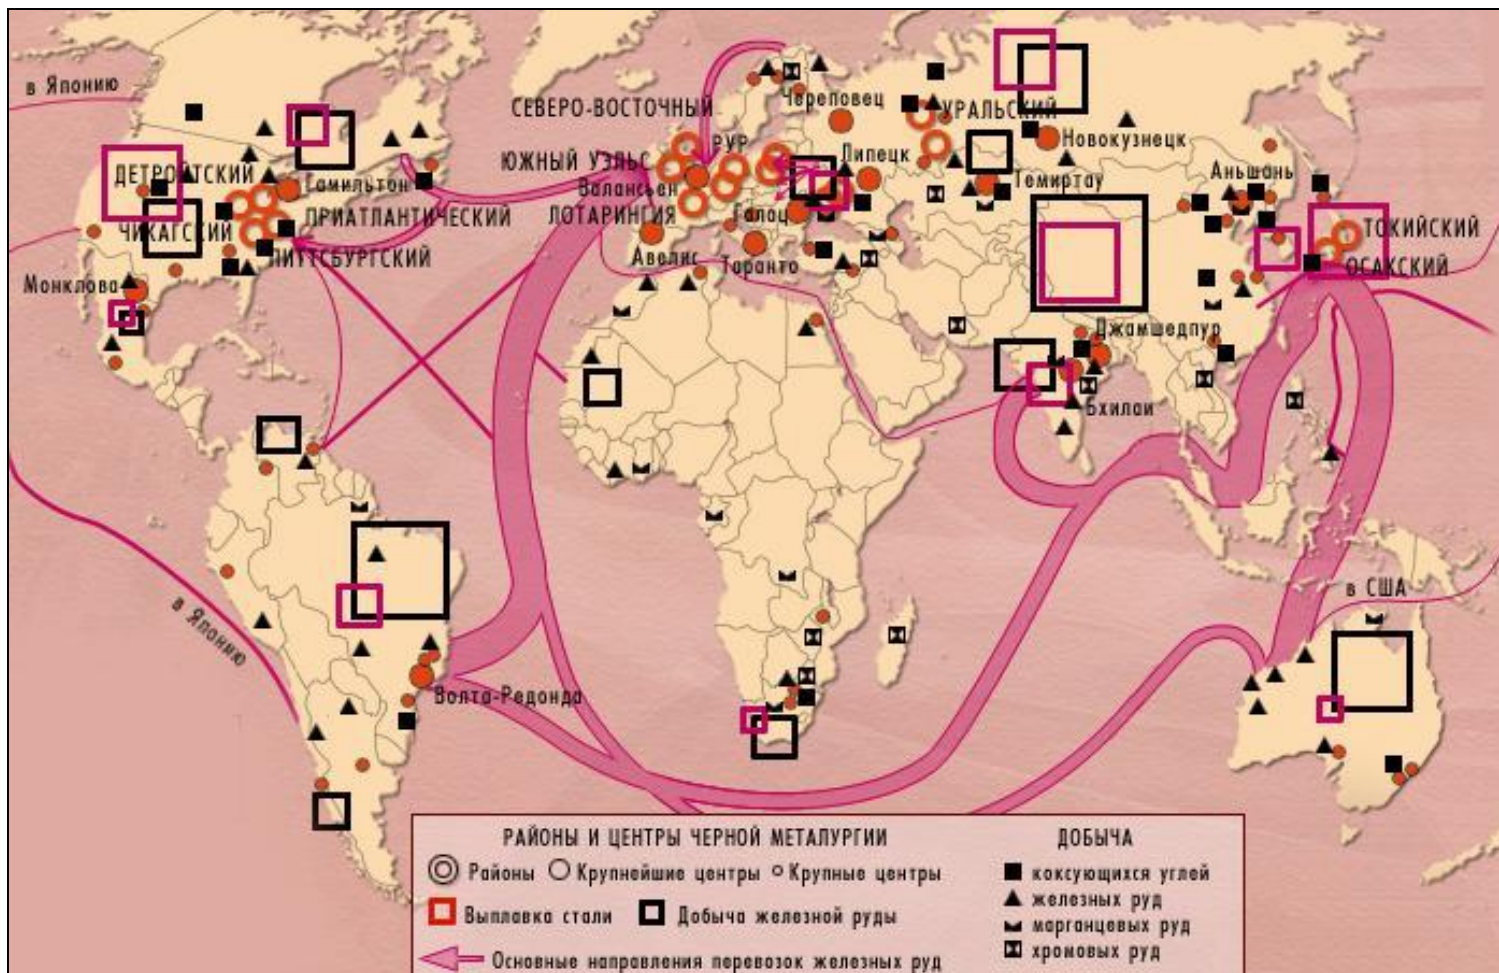 в Японию
СЕВЕРО-ВОСТОЧНЫЙ
Череповец
УРАЛЬСКИЙ
РУР
Новокузнецк
ЮЖНЫЙ УЭЛЬС
Липецк
ДЕТРОЙТСКИЙ
Гамильтон
Валансьен
Темиртау
Аньшань
ПРИАТЛАНТИЧЕСКИЙ
ЛОТАРИНГИЯ
Галац
ЧИКАГСКИЙ
ТОКИЙСКИЙ
ПИТТСБУРГСКИЙ
Авелис
Таранто
ОСАКСКИЙ
Монклова
Джамшедпур
Бхилаи
в Японию
в США
Волта-Редонда
РАЙОНЫ И ЦЕНТРЫ ЧЕРНОЙ МЕТАЛУРГИИ
Районы Крупнейшие центры Крупные центры
Выплавка стали Добыча железной руды
Основные направления перевозок железных руд
ДОБЫЧА
коксующихся углей
железных руд
марганцевых руд
хромовых руд